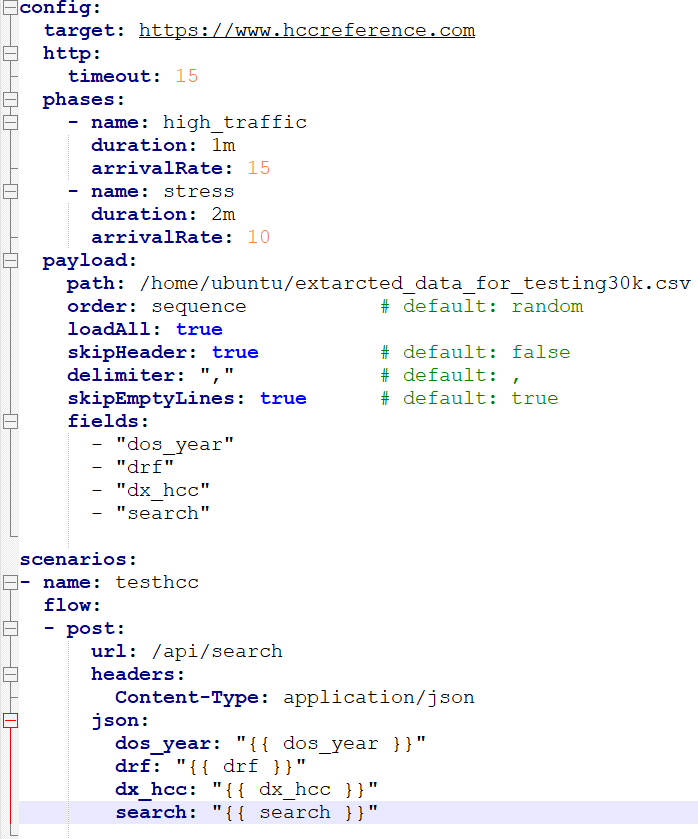 config:
  target: https://www.hccreference.com
  http:
    timeout: 15
  phases:
    - name: high_traffic
      duration: 1m
      arrivalRate: 15
    - name: stress
      duration: 2m
      arrivalRate: 10
  payload:
    path: /home/ubuntu/extarcted_data_for_testing30k.csv
    order: sequence           # default: random
    loadAll: true
    skipHeader: true          # default: false
    delimiter: ","            # default: ,
    skipEmptyLines: true      # default: true
    fields:
      - "dos_year"
      - "drf"
      - "dx_hcc"
      - "search"
scenarios:
- name: testhcc
  flow:
  - post:
      url: /api/search
      headers:
        Content-Type: application/json
      json:
        dos_year: "{{ dos_year }}"
        drf: "{{ drf }}"
        dx_hcc: "{{ dx_hcc }}"
        search: "{{ search }}"